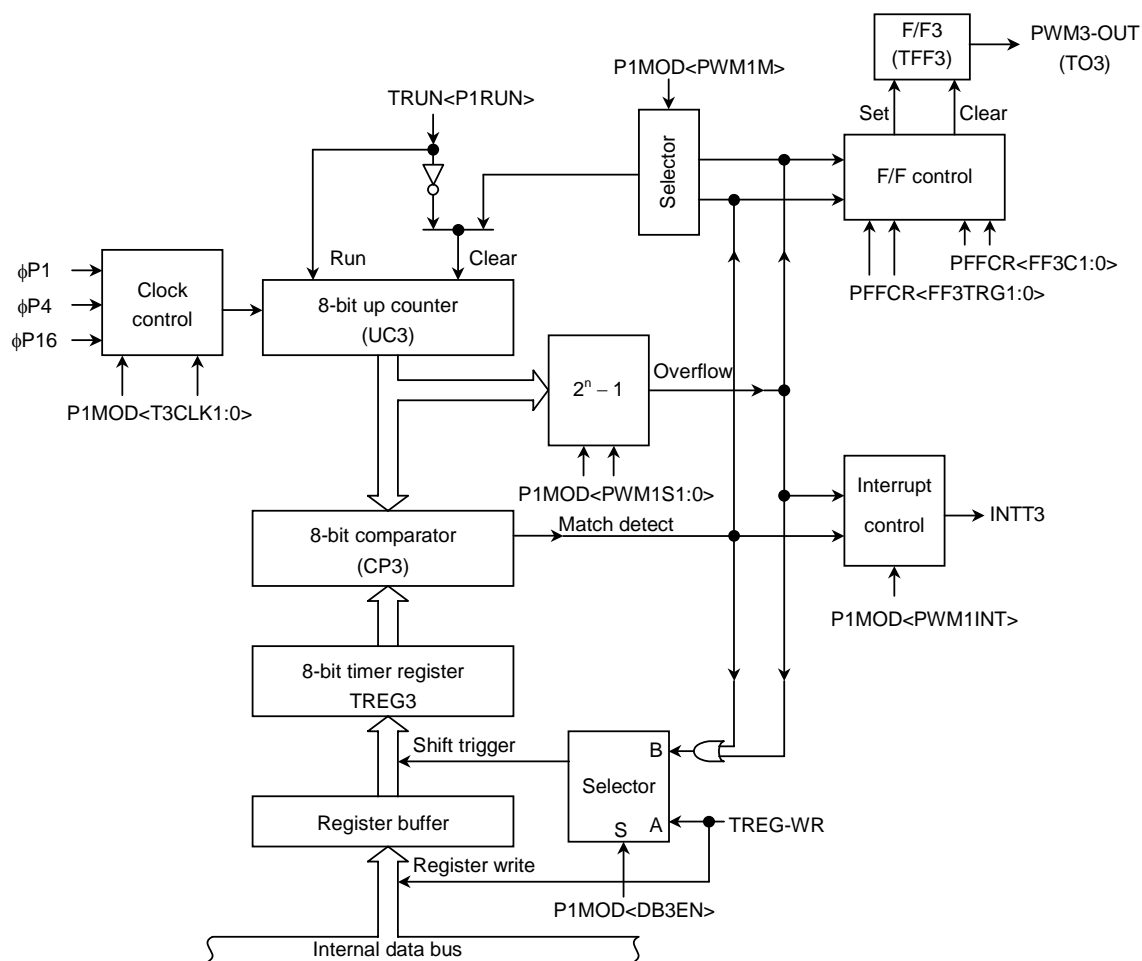 F/F3
(TFF3)
PWM3-OUT
(TO3)
P1MOD<PWM1M>
TRUN<P1RUN>
Set
Clear
Selector
F/F control
Run
Clear
PFFCR<FF3C1:0>
PFFCR<FF3TRG1:0>
ϕP1
ϕP4
ϕP16
Clock
control
8-bit up counter
(UC3)
P1MOD<T3CLK1:0>
2ⁿ − 1
Overflow
P1MOD<PWM1S1:0>
8-bit comparator
(CP3)
Match detect
Interrupt
control
INTT3
P1MOD<PWM1INT>
8-bit timer register
TREG3
Shift trigger
B
Selector
A
S
TREG-WR
Register buffer
Register write
P1MOD<DB3EN>
Internal data bus